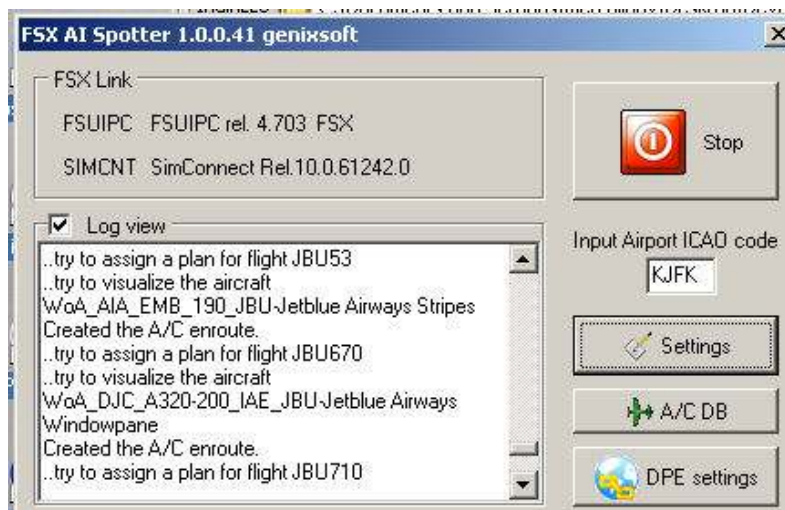 FSX AI Spotter 1.0.0.41 genixsoft
FSX Link
FSUIPC FSUIPC rel. 4.703 FSX
SIMCNT SimConnect Rel.10.0.61242.0
Stop
Log view
..try to assign a plan for flight JBU53
..try to visualize the aircraft
WoA_AIA_EMB_190_JBU-Jetblue Airways Stripes
Created the A/C enroute.
..try to assign a plan for flight JBU670
..try to visualize the aircraft
WoA_DJC_A320-200_IAE_JBU-Jetblue Airways
Windowpane
Created the A/C enroute.
..try to assign a plan for flight JBU710
Input Airport ICAO code
KJFK
Settings
A/C DB
DPE settings